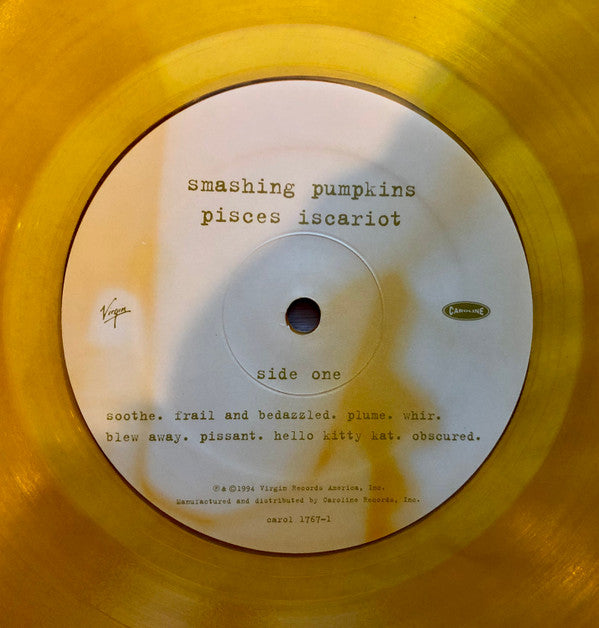 smashing pumpkins
pisces iscariot
Virgin
CAROLINE
side one
soothe. frail and bedazzled. plume. whir.
blew away. pissant. hello kitty kat. obscured.
℗&©1994 Virgin Records America, Inc.
Manufactured and distributed by Caroline Records, Inc.
carol 1767-1